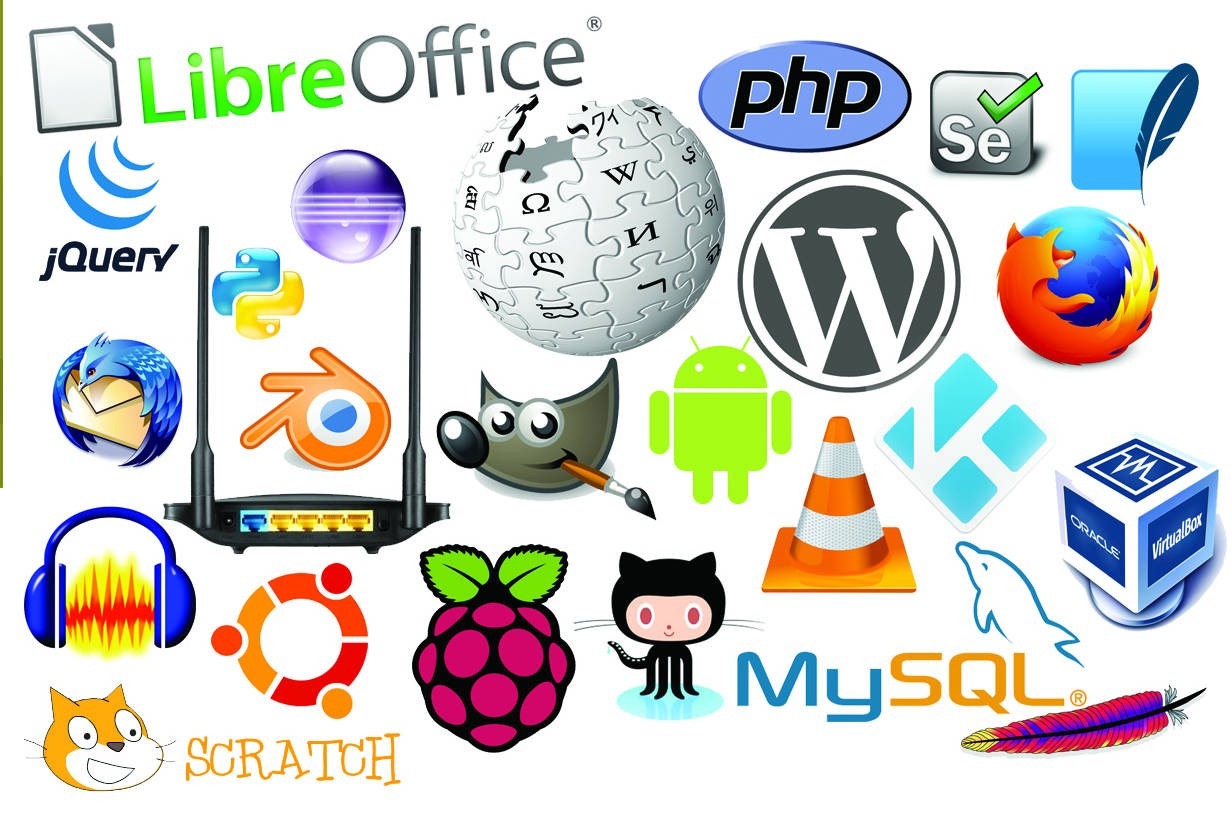 LibreOffice®
php
Se
jQuery
W
Ω
W
И
ORACLE
VirtualBox
MySQL®
SCRATCH